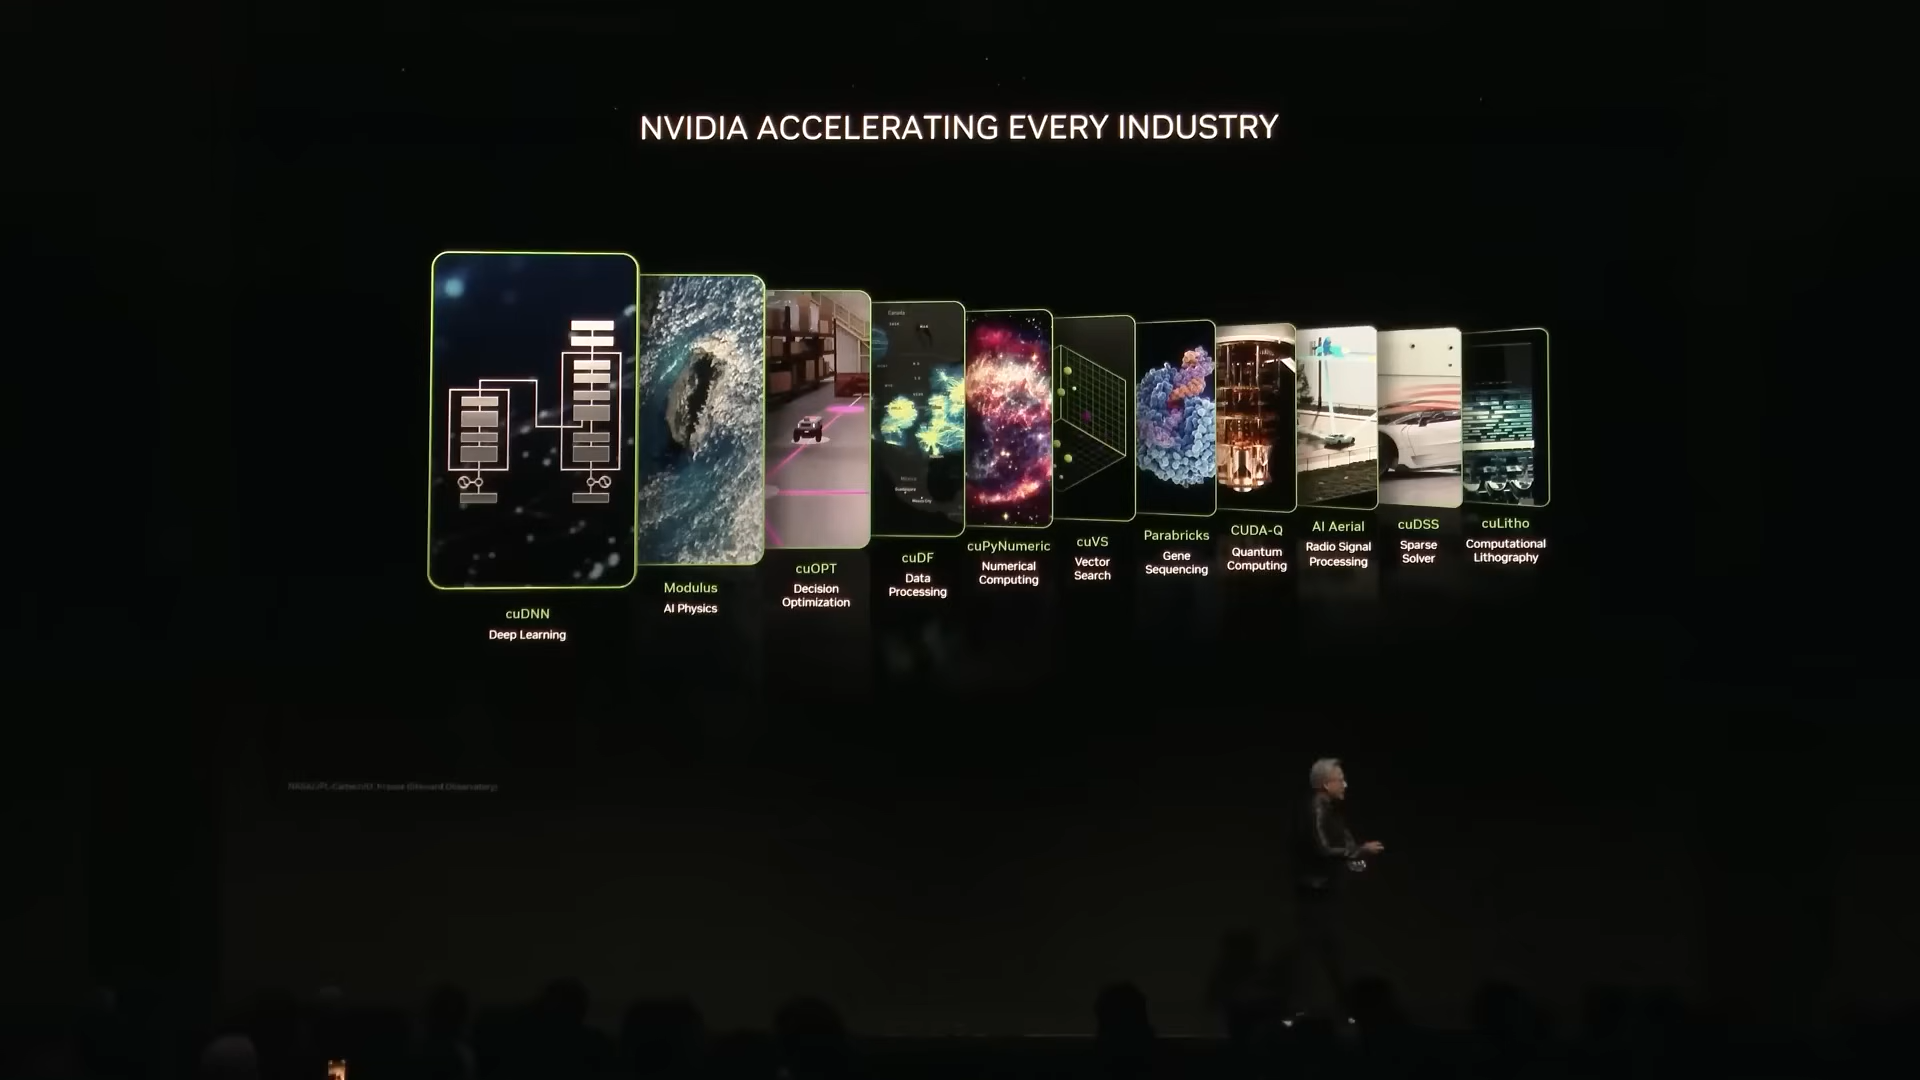 NVIDIA ACCELERATING EVERY INDUSTRY
cuDNN
Deep Learning
Modulus
AI Physics
cuOPT
Decision
Optimization
cuDF
Data
Processing
cuPyNumeric
Numerical
Computing
cuVS
Vector
Search
Parabricks
Gene
Sequencing
CUDA-Q
Quantum
Computing
AI Aerial
Radio Signal
Processing
cuDSS
Sparse
Solver
cuLitho
Computational
Lithography
Canada